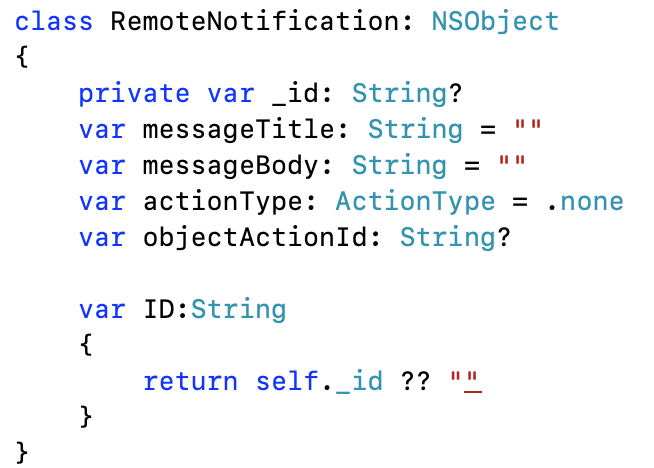 class RemoteNotification: NSObject
{
    private var _id: String?
    var messageTitle: String = ""
    var messageBody: String = ""
    var actionType: ActionType = .none
    var objectActionId: String?

    var ID:String
    {
        return self._id ?? ""
    }
}